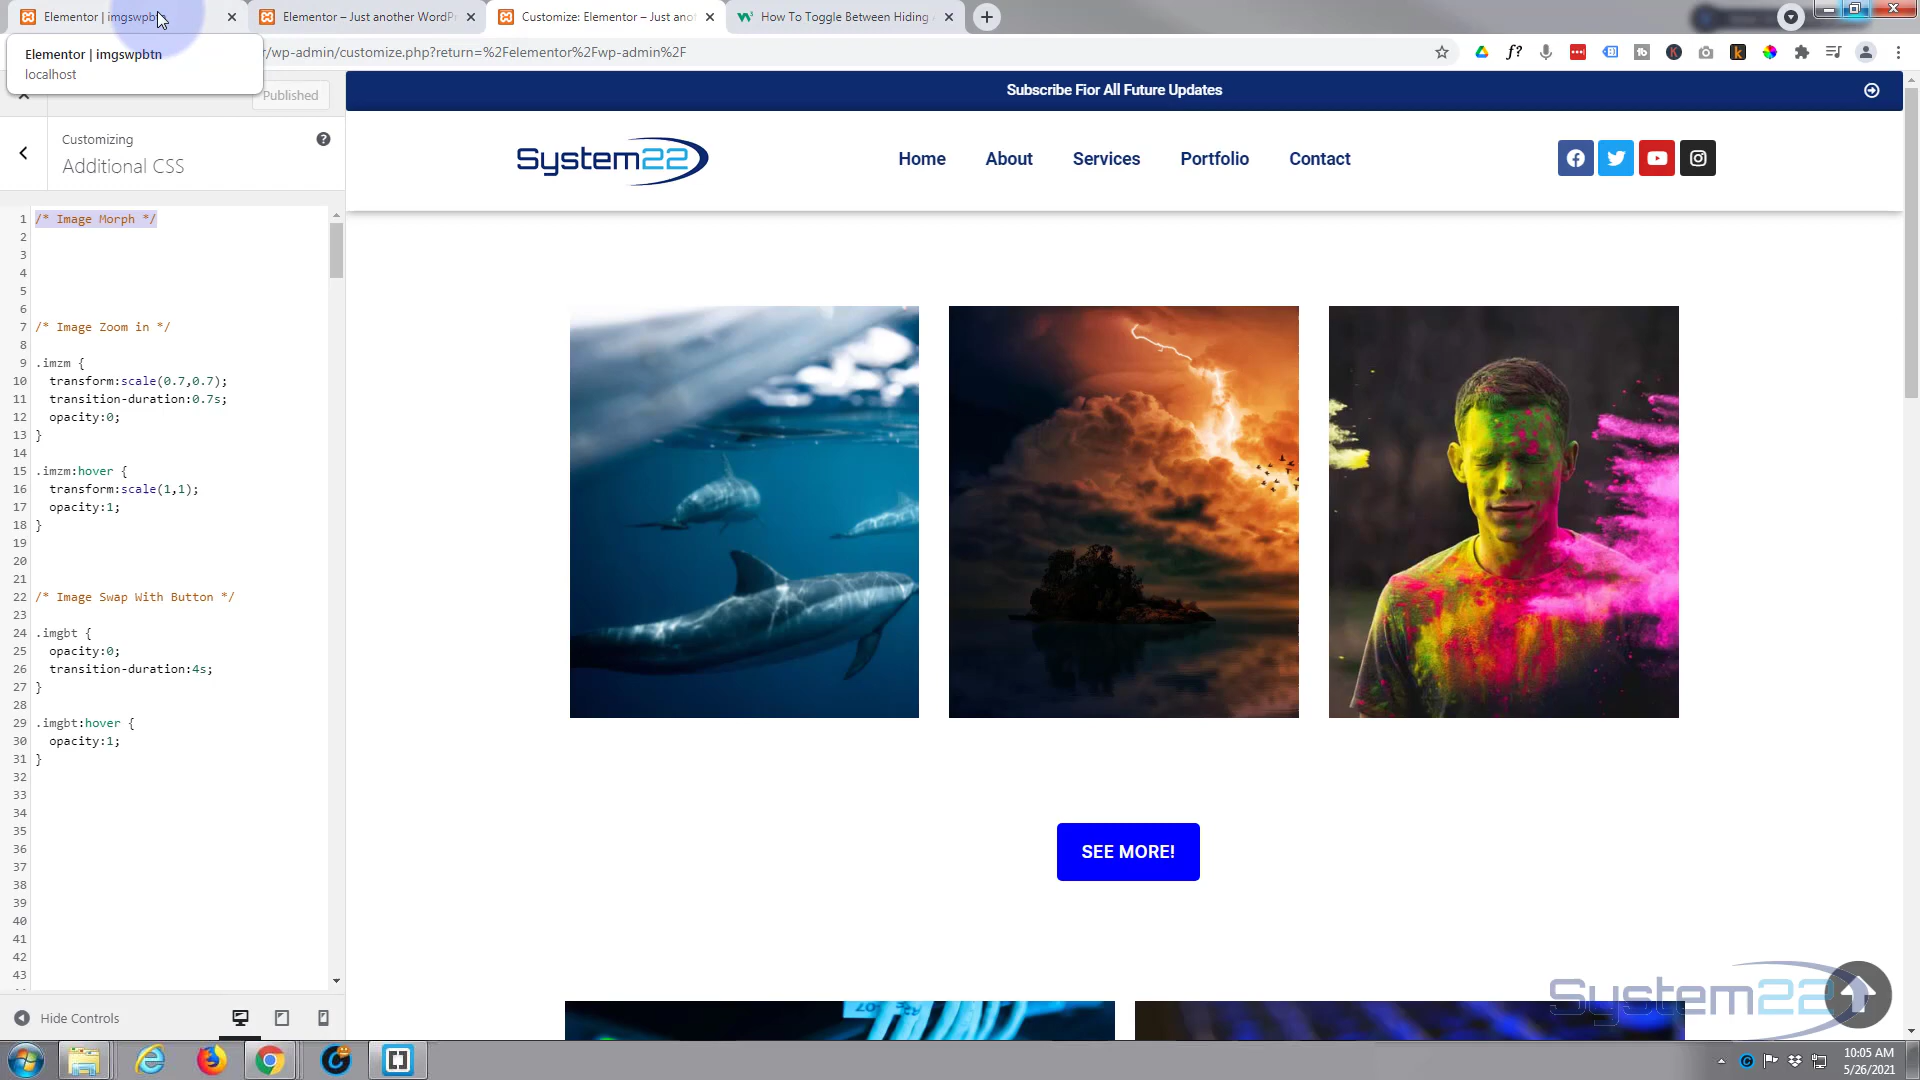 Elementor | imgswpb
Elementor – Just another WordPr
Customize: Elementor – Just ano
How To Toggle Between Hiding
Elementor | imgswpbtn
localhost
r/wp-admin/customize.php?return=%2Felementor%2Fwp-admin%2F
Published
Customizing
Additional CSS
1 /* Image Morph */
2
3
4
5
6
7 /* Image Zoom in */
8
9 .imzm {
10 transform:scale(0.7,0.7);
11 transition-duration:0.7s;
12 opacity:0;
13 }
14
15 .imzm:hover {
16 transform:scale(1,1);
17 opacity:1;
18 }
19
20
21
22 /* Image Swap With Button */
23
24 .imgbt {
25 opacity:0;
26 transition-duration:4s;
27 }
28
29 .imgbt:hover {
30 opacity:1;
31 }
32
33
34
35
36
37
38
39
40
41
42
43
Hide Controls
Subscribe Fior All Future Updates
System22
Home
About
Services
Portfolio
Contact
SEE MORE!
System22
10:05 AM
5/26/2021